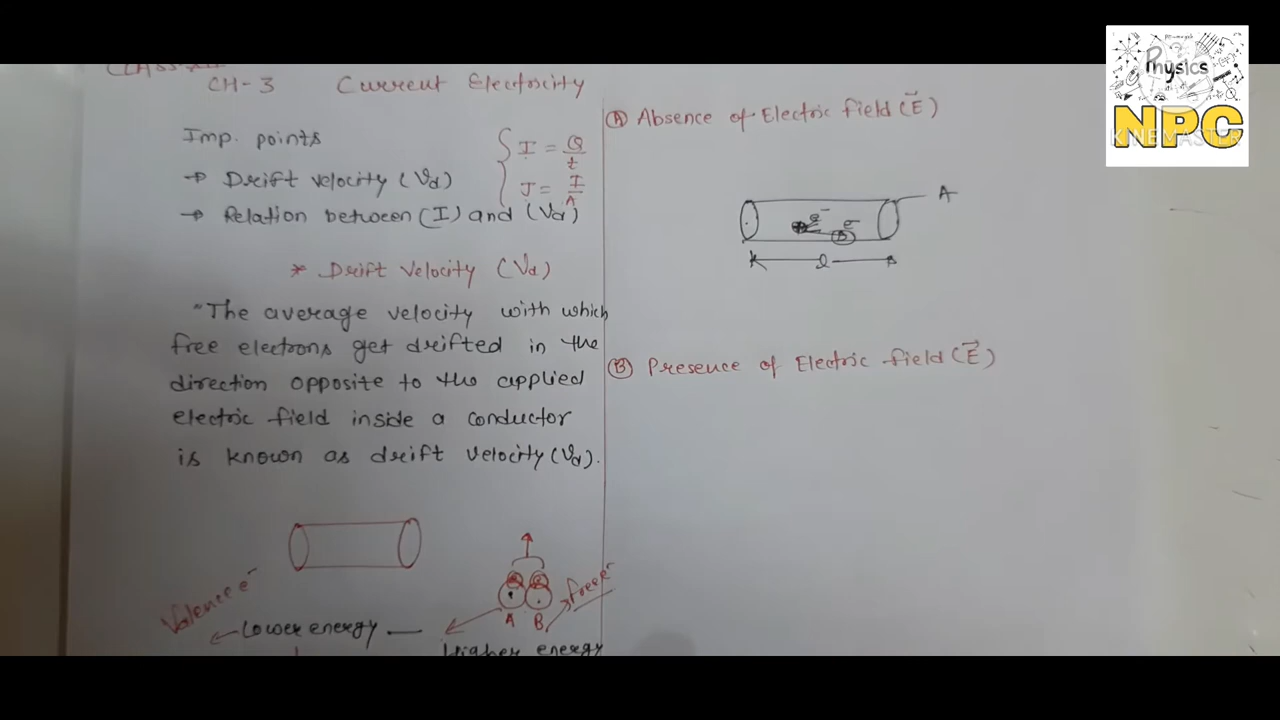 CH-3 Current Electricity
Imp. points
→ Drift velocity (Vd)
→ Relation between (I) and (Vd)
I = Q/t
J = I/A
* Drift Velocity (Vd)
"The average velocity with which
free electrons get drifted in the
direction opposite to the applied
electric field inside a conductor
is known as drift velocity (Vd).
Valence e⁻
Lower energy
A B
free e⁻
Higher energy
(A) Absence of Electric field (E⃗)
A
e⁻ e⁻
l
(B) Presence of Electric field (E⃗)
Physics
NPC
KINEMASTER